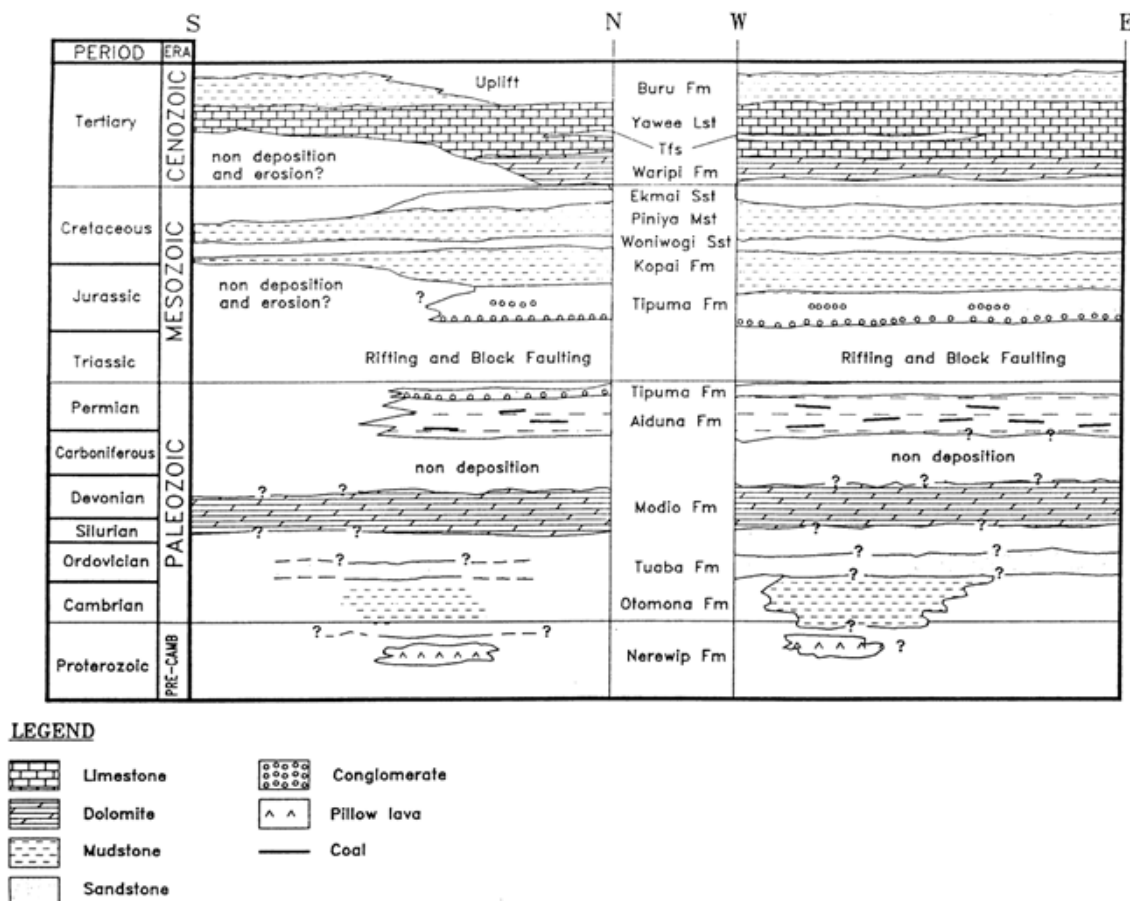 S N W E
PERIOD ERA
Tertiary
Cretaceous
Jurassic
Triassic
Permian
Carboniferous
Devonian
Silurian
Ordovician
Cambrian
Proterozoic
CENOZOIC
MESOZOIC
PALEOZOIC
PRE-CAMB
Uplift
non deposition
and erosion?
non deposition
and erosion?
?
Rifting and Block Faulting
non deposition
? ?
? ?
? ?
? ?
Buru Fm
Yawee Lst
Tfs
Waripi Fm
Ekmai Sst
Piniya Mst
Woniwogi Sst
Kopai Fm
Tipuma Fm
Tipuma Fm
Aiduna Fm
Modio Fm
Tuaba Fm
Otomona Fm
Nerewip Fm
Rifting and Block Faulting
? ?
non deposition
? ? ?
? ?
? ?
? ?
?
?
LEGEND
Limestone
Dolomite
Mudstone
Sandstone
Conglomerate
Pillow lava
Coal